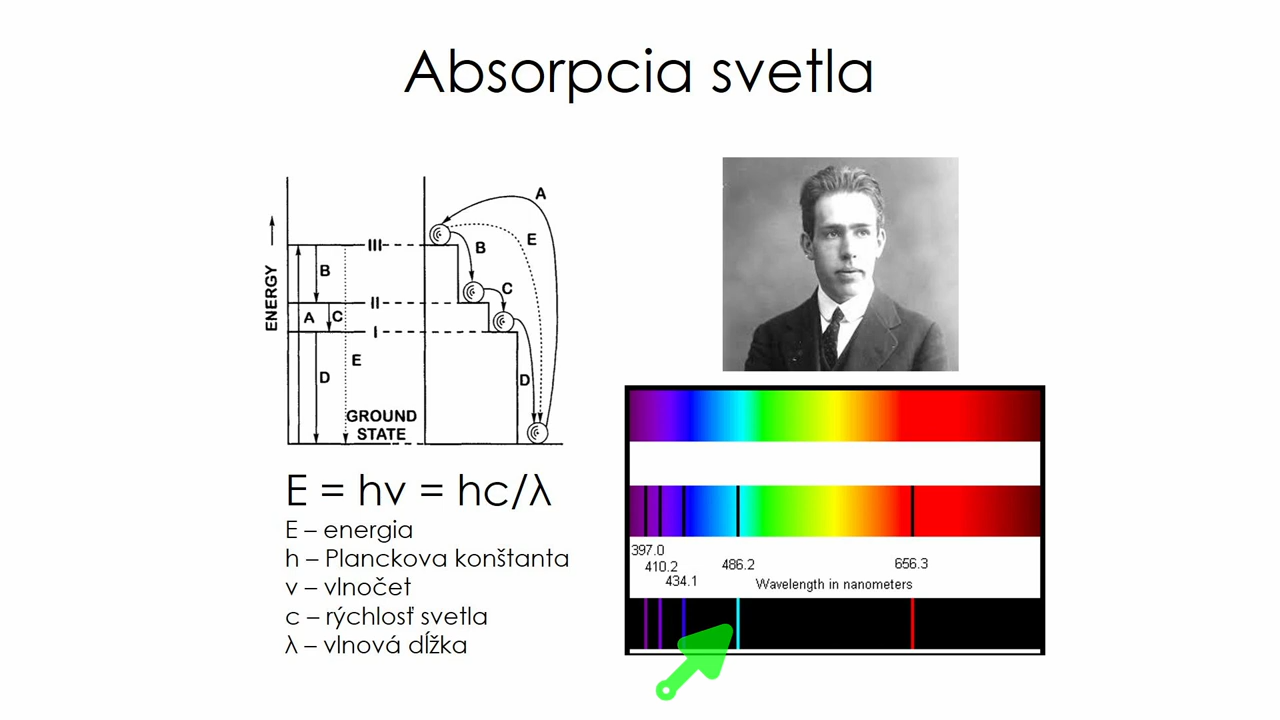 Absorpcia svetla
A
E
B
C
D
ENERGY
III
II
I
B
A
C
E
D
GROUND
STATE
E = hv = hc/λ
E – energia
h – Planckova konštanta
v – vlnočet
c – rýchlosť svetla
λ – vlnová dĺžka
397.0
410.2
434.1
486.2
656.3
Wavelength in nanometers